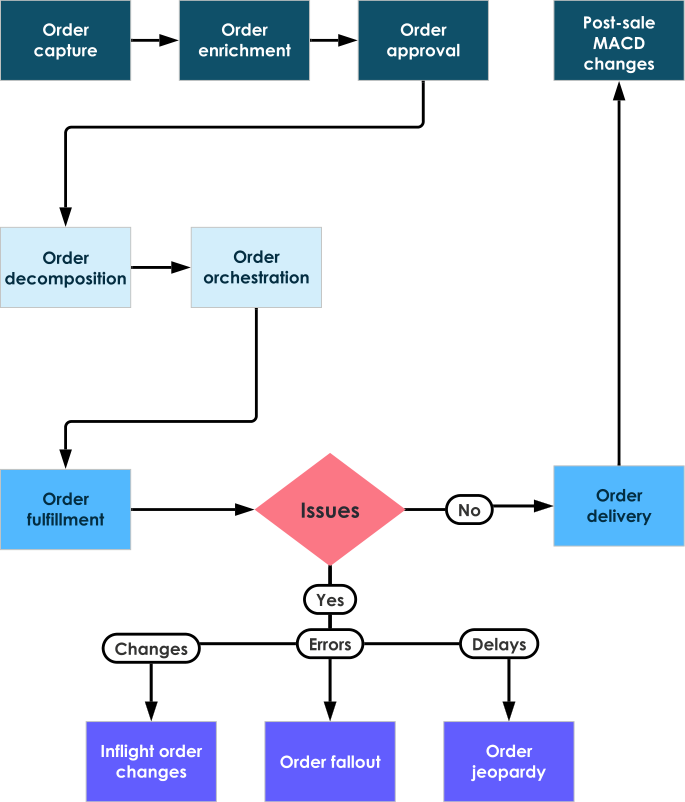 Order
capture
Order
enrichment
Order
approval
Post-sale
MACD
changes
Order
decomposition
Order
orchestration
Order
fulfillment
Issues
No
Order
delivery
Yes
Changes
Errors
Delays
Inflight order
changes
Order fallout
Order
jeopardy